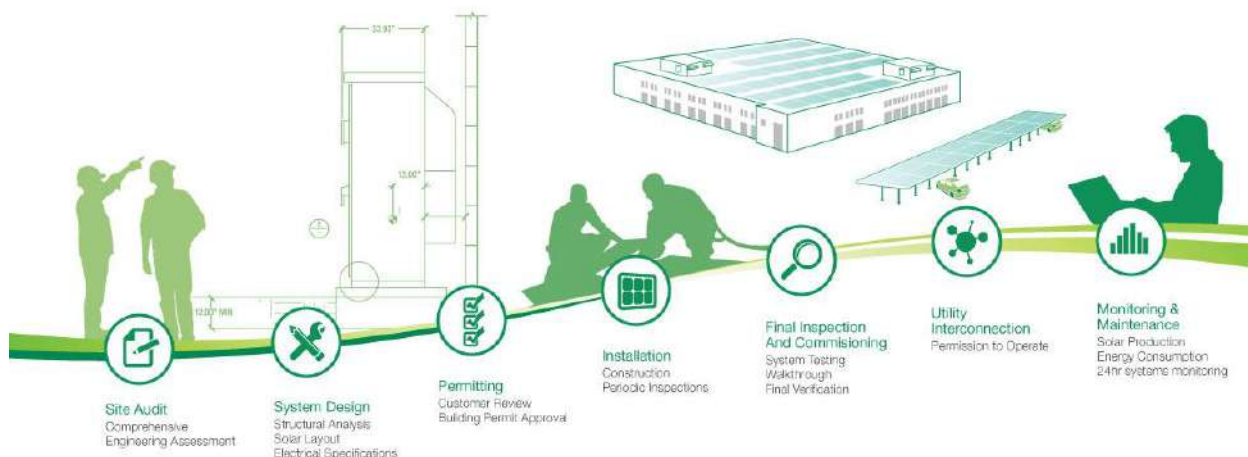 33.90"
13.00"
12.00" MIN
Site Audit
Comprehensive
Engineering Assessment
System Design
Structural Analysis
Solar Layout
Electrical Specifications
Permitting
Customer Review
Building Permit Approval
Installation
Construction
Periodic Inspections
Final Inspection
And Commisioning
System Testing
Walkthrough
Final Verification
Utility
Interconnection
Permission to Operate
Monitoring &
Maintenance
Solar Production
Energy Consumption
24hr systems monitoring